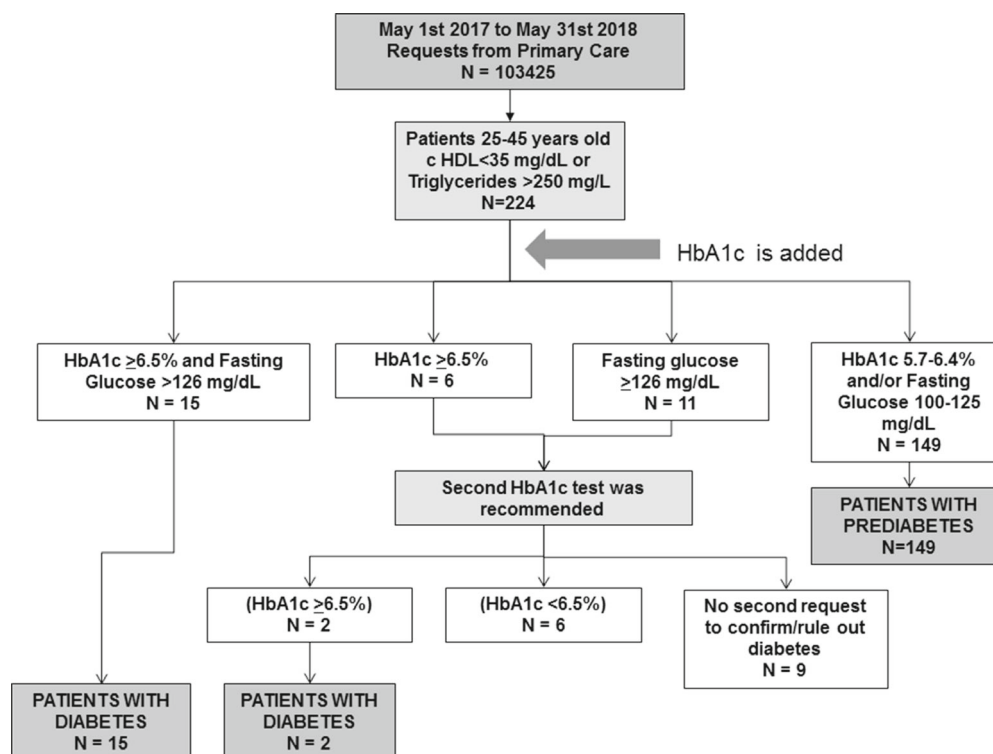 May 1st 2017 to May 31st 2018
Requests from Primary Care
N = 103425
Patients 25-45 years old
c HDL<35 mg/dL or
Triglycerides >250 mg/L
N=224
HbA1c is added
HbA1c ≥6.5% and Fasting
Glucose >126 mg/dL
N = 15
HbA1c ≥6.5%
N = 6
Fasting glucose
≥126 mg/dL)
N = 11
HbA1c 5.7-6.4%
and/or Fasting
Glucose 100-125
mg/dL
N = 149
Second HbA1c test was
recommended
PATIENTS WITH
PREDIABETES
N=149
(HbA1c ≥6.5%)
N = 2
(HbA1c <6.5%)
N = 6
No second request
to confirm/rule out
diabetes
N = 9
PATIENTS WITH
DIABETES
N = 15
PATIENTS WITH
DIABETES
N = 2